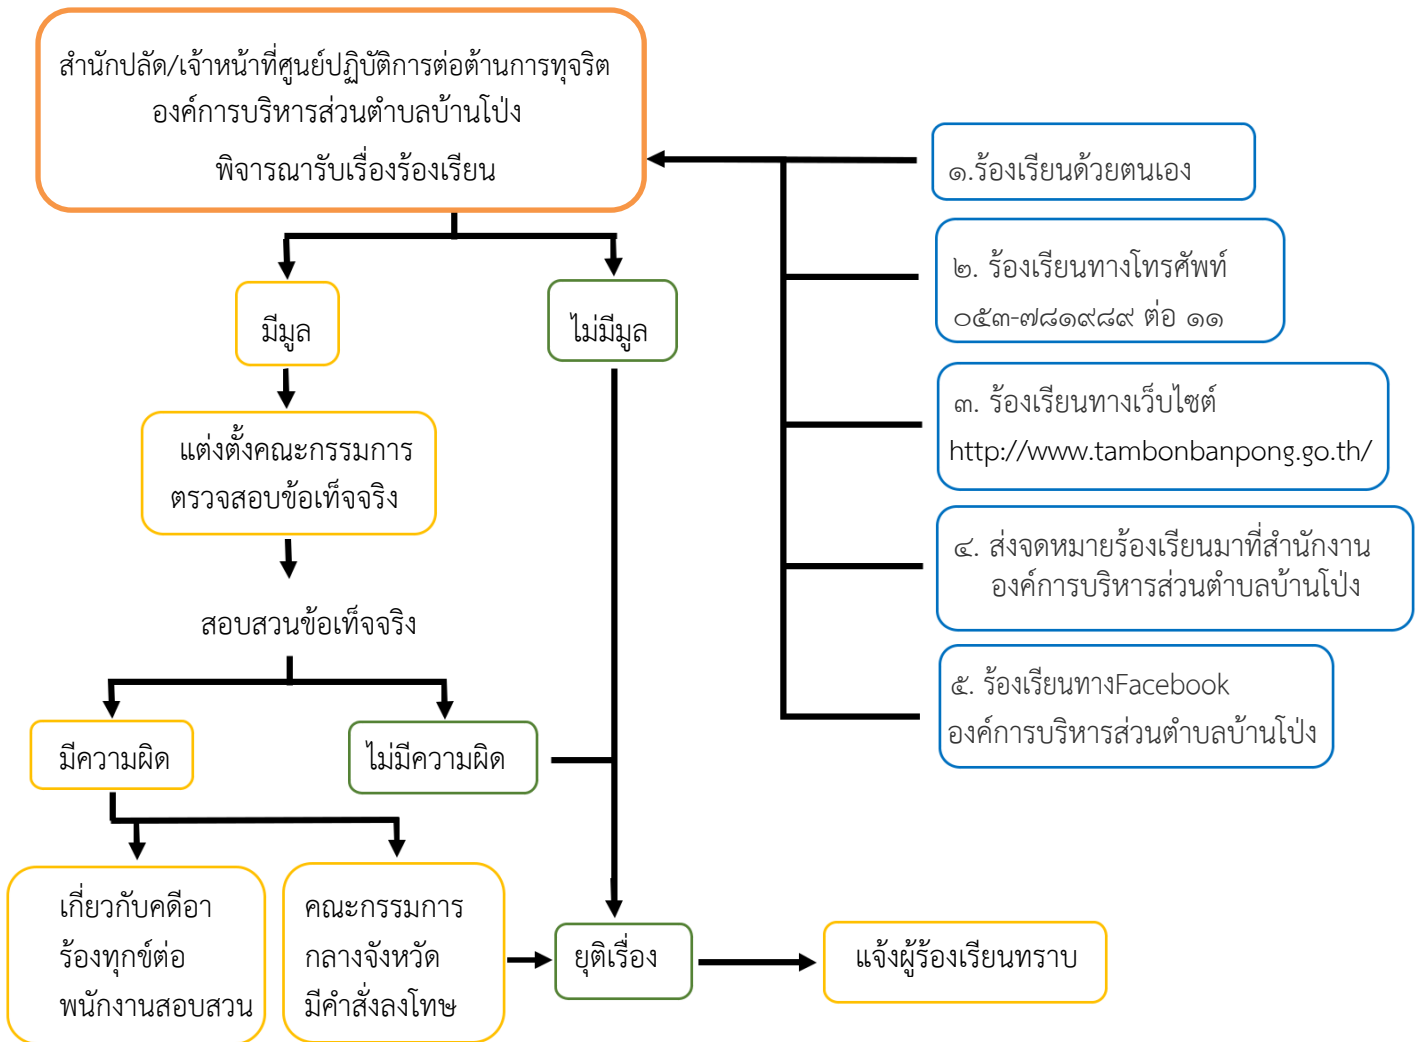 สำนักปลัด/เจ้าหน้าที่ศูนย์ปฏิบัติการต่อต้านการทุจริต
องค์การบริหารส่วนตำบลบ้านโป่ง
พิจารณารับเรื่องร้องเรียน
๑.ร้องเรียนด้วยตนเอง
๒. ร้องเรียนทางโทรศัพท์
๐๕๓-๗๘๑๙๘๙ ต่อ ๑๑
๓. ร้องเรียนทางเว็บไซต์
http://www.tambonbanpong.go.th/
๔. ส่งจดหมายร้องเรียนมาที่สำนักงาน
องค์การบริหารส่วนตำบลบ้านโป่ง
๕. ร้องเรียนทางFacebook
องค์การบริหารส่วนตำบลบ้านโป่ง
มีมูล
ไม่มีมูล
แต่งตั้งคณะกรรมการ
ตรวจสอบข้อเท็จจริง
สอบสวนข้อเท็จจริง
มีความผิด
ไม่มีความผิด
เกี่ยวกับคดีอา
ร้องทุกข์ต่อ
พนักงานสอบสวน
คณะกรรมการ
กลางจังหวัด
มีคำสั่งลงโทษ
ยุติเรื่อง
แจ้งผู้ร้องเรียนทราบ